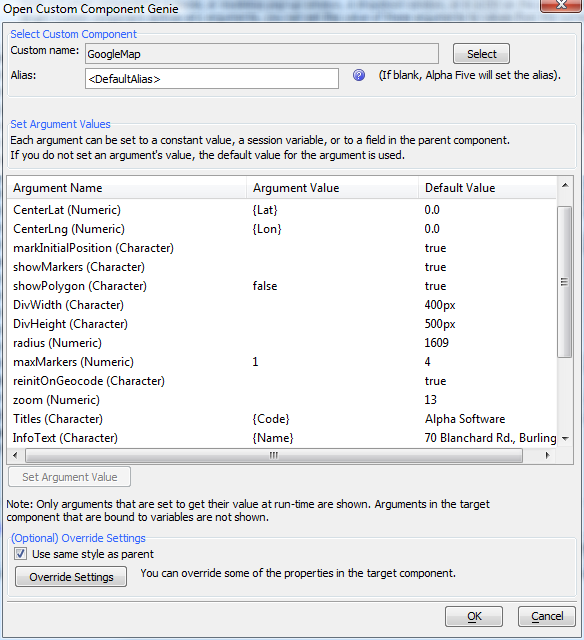 Open Custom Component Genie
Select Custom Component
Custom name: GoogleMap Select
Alias: <DefaultAlias> (If blank, Alpha Five will set the alias).
Set Argument Values
Each argument can be set to a constant value, a session variable, or to a field in the parent component.
If you do not set an argument's value, the default value for the argument is used.
Argument Name Argument Value Default Value
CenterLat (Numeric) {Lat} 0.0
CenterLng (Numeric) {Lon} 0.0
markInitialPosition (Character) true
showMarkers (Character) true
showPolygon (Character) false true
DivWidth (Character) 400px
DivHeight (Character) 500px
radius (Numeric) 1609
maxMarkers (Numeric) 1 4
reinitOnGeocode (Character) true
zoom (Numeric) 13
Titles (Character) {Code} Alpha Software
InfoText (Character) {Name} 70 Blanchard Rd., Burling
Set Argument Value
Note: Only arguments that are set to get their value at run-time are shown. Arguments in the target
component that are bound to variables are not shown.
(Optional) Override Settings
Use same style as parent
Override Settings You can override some of the properties in the target component.
OK Cancel